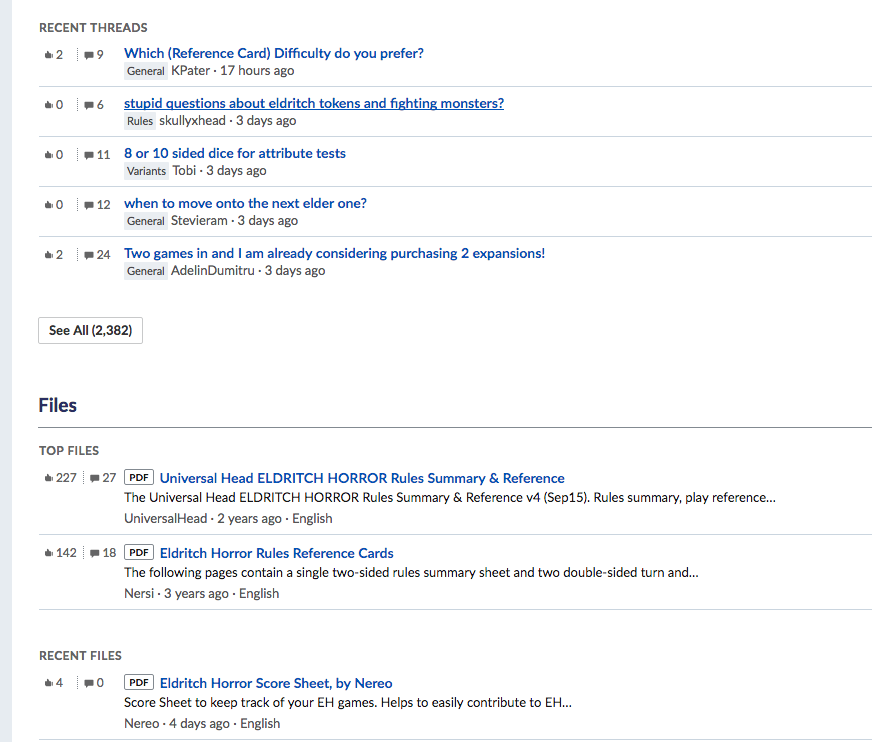 RECENT THREADS
2 9 Which (Reference Card) Difficulty do you prefer?
General KPater · 17 hours ago
0 6 stupid questions about eldritch tokens and fighting monsters?
Rules skullyxhead · 3 days ago
0 11 8 or 10 sided dice for attribute tests
Variants Tobi · 3 days ago
0 12 when to move onto the next elder one?
General Stevieram · 3 days ago
2 24 Two games in and I am already considering purchasing 2 expansions!
General AdelinDumitru · 3 days ago
See All (2,382)
Files
TOP FILES
227 27 PDF Universal Head ELDRITCH HORROR Rules Summary & Reference
The Universal Head ELDRITCH HORROR Rules Summary & Reference v4 (Sep15). Rules summary, play reference...
UniversalHead · 2 years ago · English
142 18 PDF Eldritch Horror Rules Reference Cards
The following pages contain a single two-sided rules summary sheet and two double-sided turn and...
Nersi · 3 years ago · English
RECENT FILES
4 0 PDF Eldritch Horror Score Sheet, by Nereo
Score Sheet to keep track of your EH games. Helps to easily contribute to EH...
Nereo · 4 days ago · English